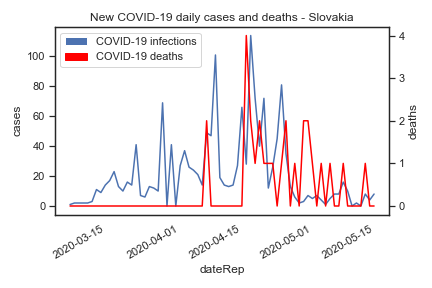 New COVID-19 daily cases and deaths - Slovakia
COVID-19 infections
COVID-19 deaths
100
80
60
40
20
0
cases
4
3
2
1
0
deaths
2020-03-15
2020-04-01
2020-04-15
2020-05-01
2020-05-15
dateRep